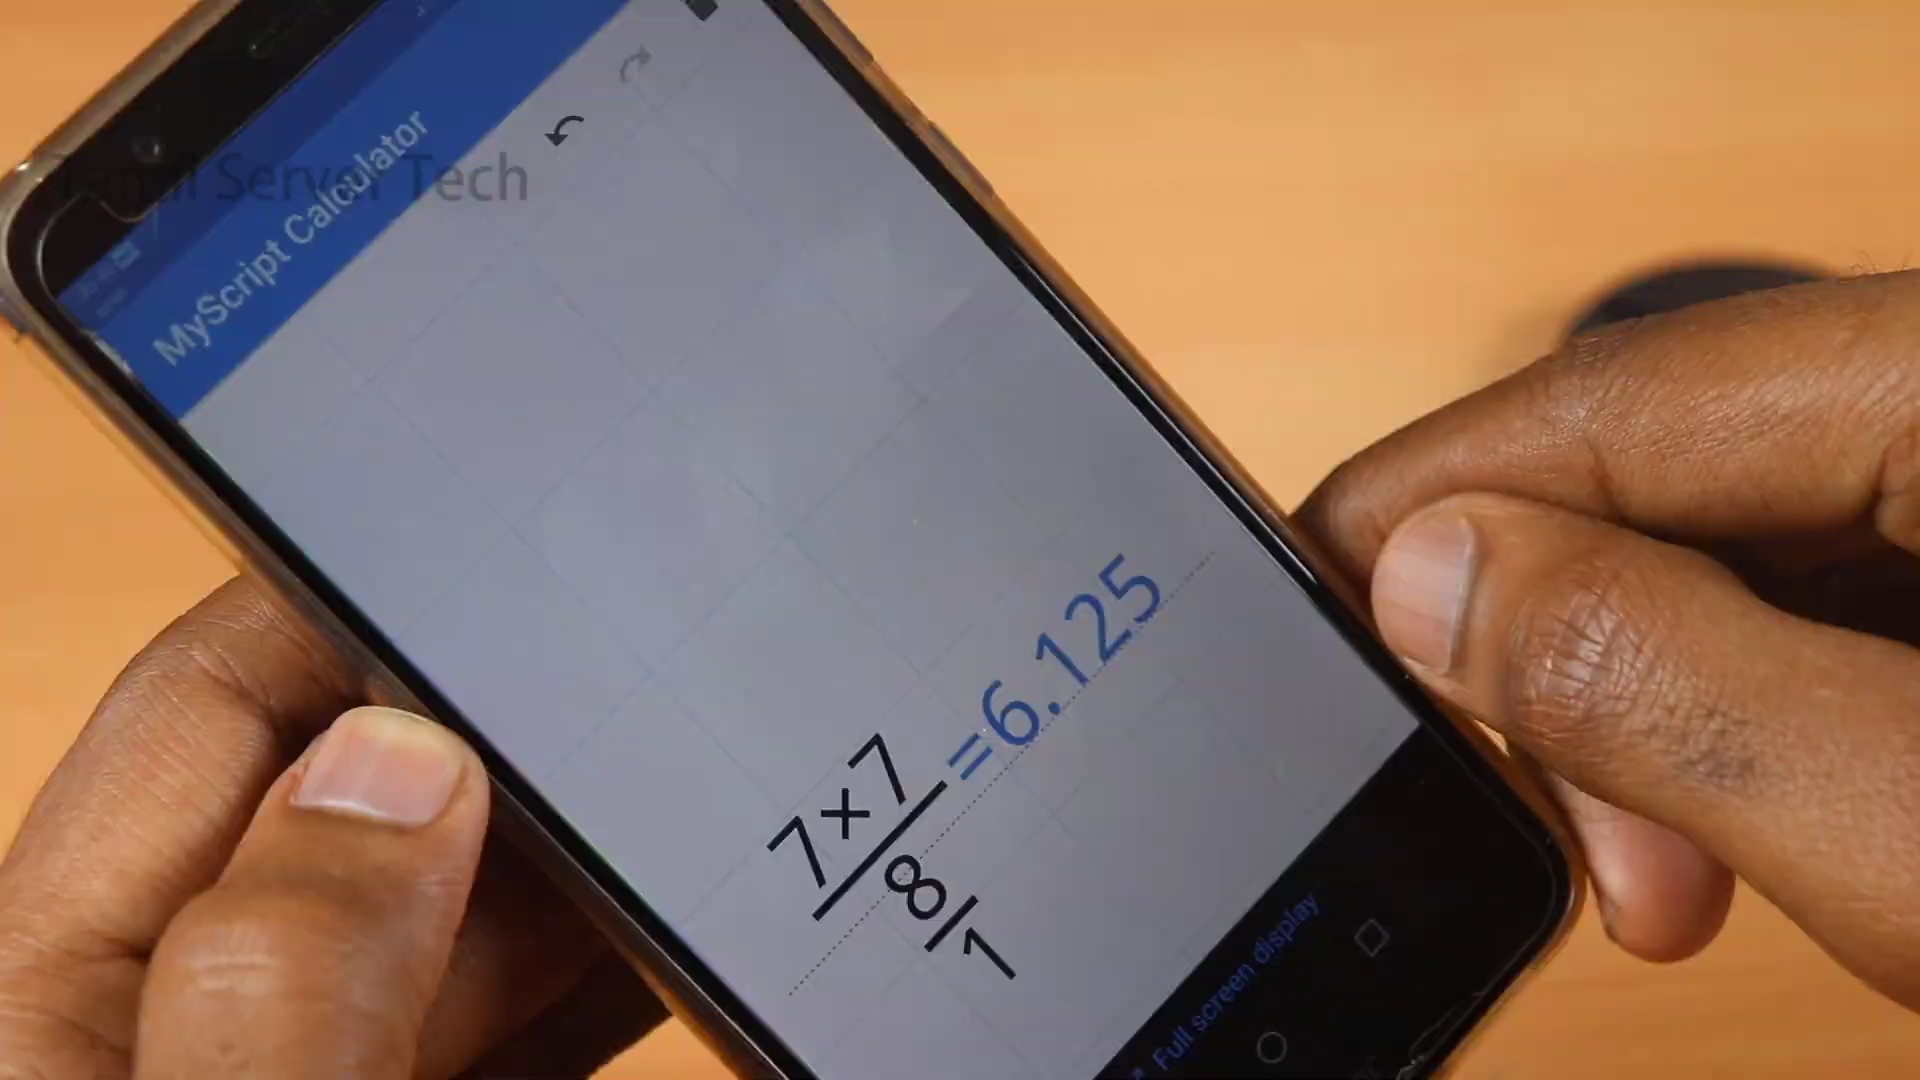 Tamil Server Tech
MyScript Calculator
7×7
8
1
=6.125
Full screen display